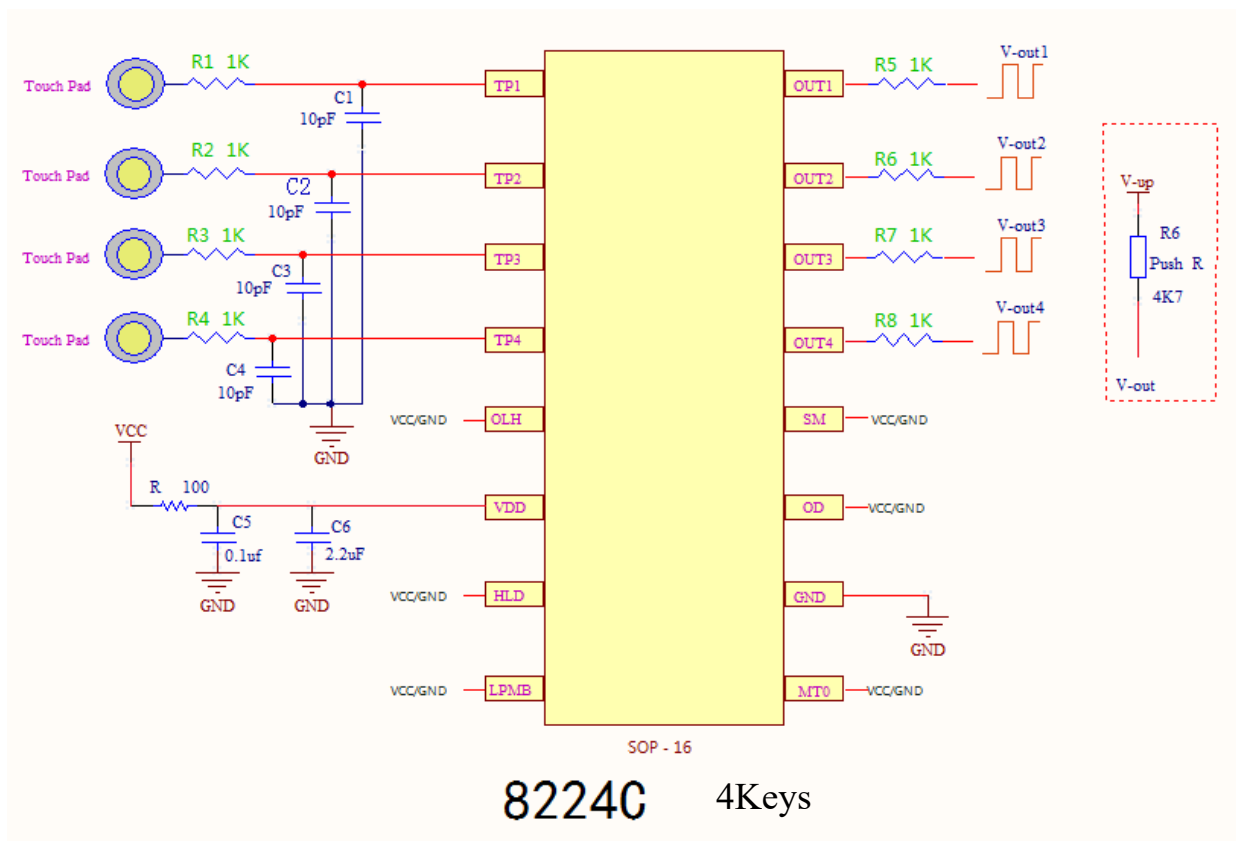 V-out1
R1 1K
R5 1K
Touch Pad
TP1
OUT1
C1
10pF
V-out2
R2 1K
R6 1K
Touch Pad
C2
TP2
OUT2
V-up
10pF
V-out3
R3 1K
R7 1K
R6
Touch Pad
C3
TP3
OUT3
Push R
10pF
4K7
V-out4
R4 1K
R8 1K
Touch Pad
TP4
OUT4
C4
10pF
V-out
VCC/GND
OLH
SM
VCC/GND
VCC
GND
R 100
VDD
OD
VCC/GND
C5
C6
0.1uf
2.2uF
GND
GND
VCC/GND
HLD
GND
GND
VCC/GND
LPMB
MT0
VCC/GND
SOP - 16
8224C 4Keys